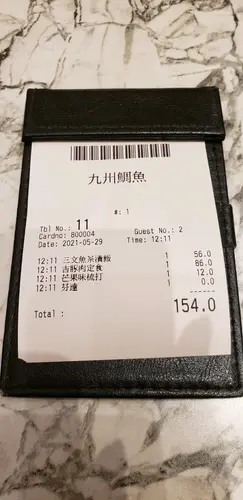 九州鯛魚
#: 1
Tbl No.: 11 Guest No.: 2
Cardno: 800004
Date: 2021-05-29 Time: 12:11
12:11 三文魚茶漬飯 1 56.0
12:11 吉豚肉定食 1 86.0
12:11 芒果味梳打 1 12.0
12:11 芬達 1 0.0
------
Total : 154.0